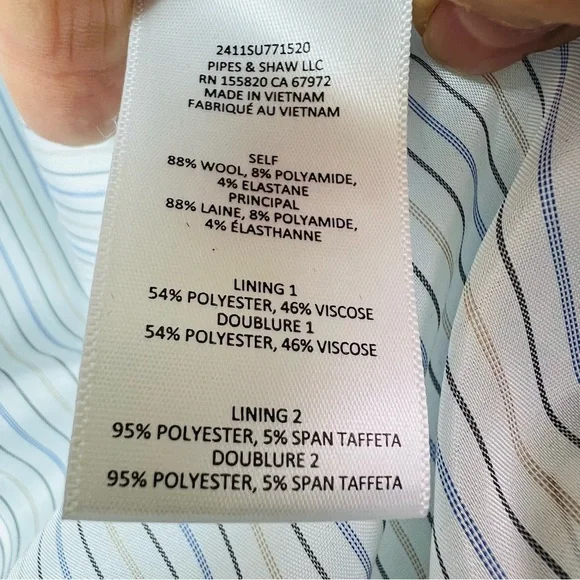 2411SU771520
PIPES & SHAW LLC
RN 155820 CA 67972
MADE IN VIETNAM
FABRIQUÉ AU VIETNAM
SELF
88% WOOL, 8% POLYAMIDE,
4% ELASTANE
PRINCIPAL
88% LAINE, 8% POLYAMIDE,
4% ÉLASTHANNE
LINING 1
54% POLYESTER, 46% VISCOSE
DOUBLURE 1
54% POLYESTER, 46% VISCOSE
LINING 2
95% POLYESTER, 5% SPAN TAFFETA
DOUBLURE 2
95% POLYESTER, 5% SPAN TAFFETA